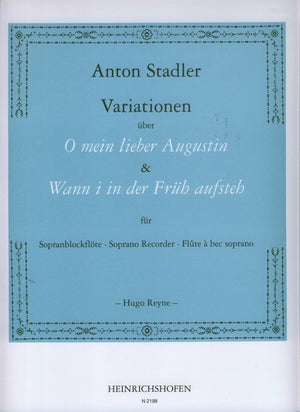 Anton Stadler
Variationen
über
O mein lieber Augustin
&
Wann i in der Früh aufsteh
für
Sopranblockflöte · Soprano Recorder · Flûte à bec soprano
– Hugo Reyne –
HEINRICHSHOFEN
N 2198